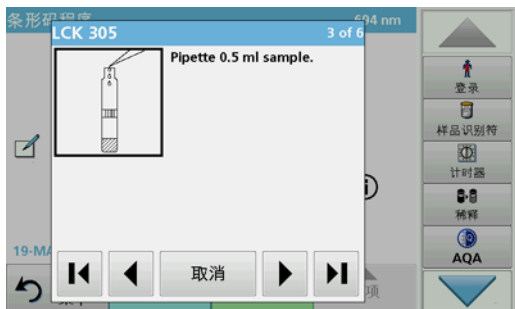 条形码程序
694 nm
LCK 305
3 of 6
Pipette 0.5 ml sample.
登录
样品识别符
计时器
稀释
AQA
19-MA
取消
项